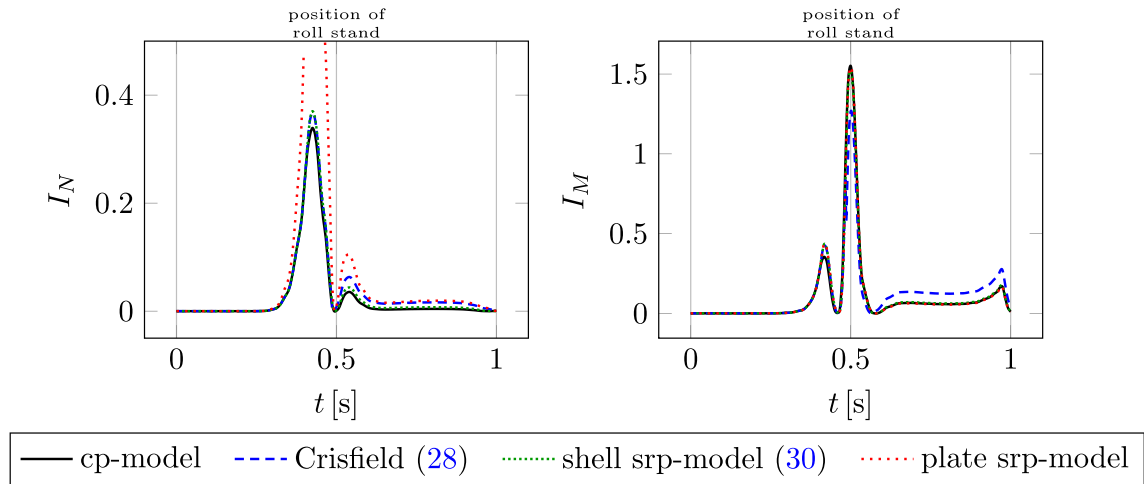 position of
roll stand
0.4
0.2
0
I_N
0
0.5
1
t [s]
position of
roll stand
1.5
1
0.5
0
I_M
0
0.5
1
t [s]
cp-model
Crisfield (28)
shell srp-model (30)
plate srp-model